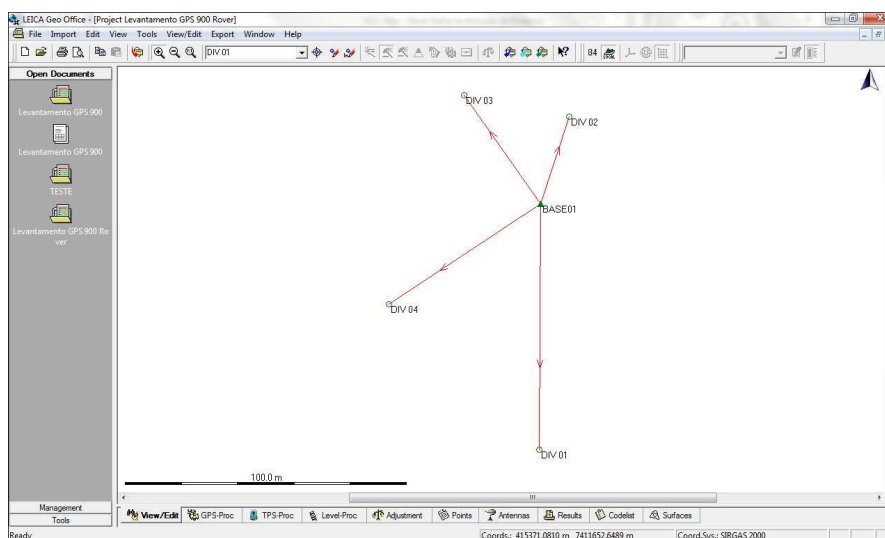 LEICA Geo Office - [Project Levantamento GPS 900 Rover]
File Import Edit View Tools View/Edit Export Window Help
DIV 01
84
Open Documents
Levantamento GPS 900
Levantamento GPS 900
TESTE
Levantamento GPS 900 Ro
ver
Management
Tools
DIV 03
DIV 02
BASE01
DIV 04
DIV 01
100.0 m
View/Edit GPS-Proc TPS-Proc Level-Proc Adjustment Points Antennas Results Codelist Surfaces
Ready
Coords.: 415371.0810 m 7411652.6489 m Coord.Sys.: SIRGAS 2000